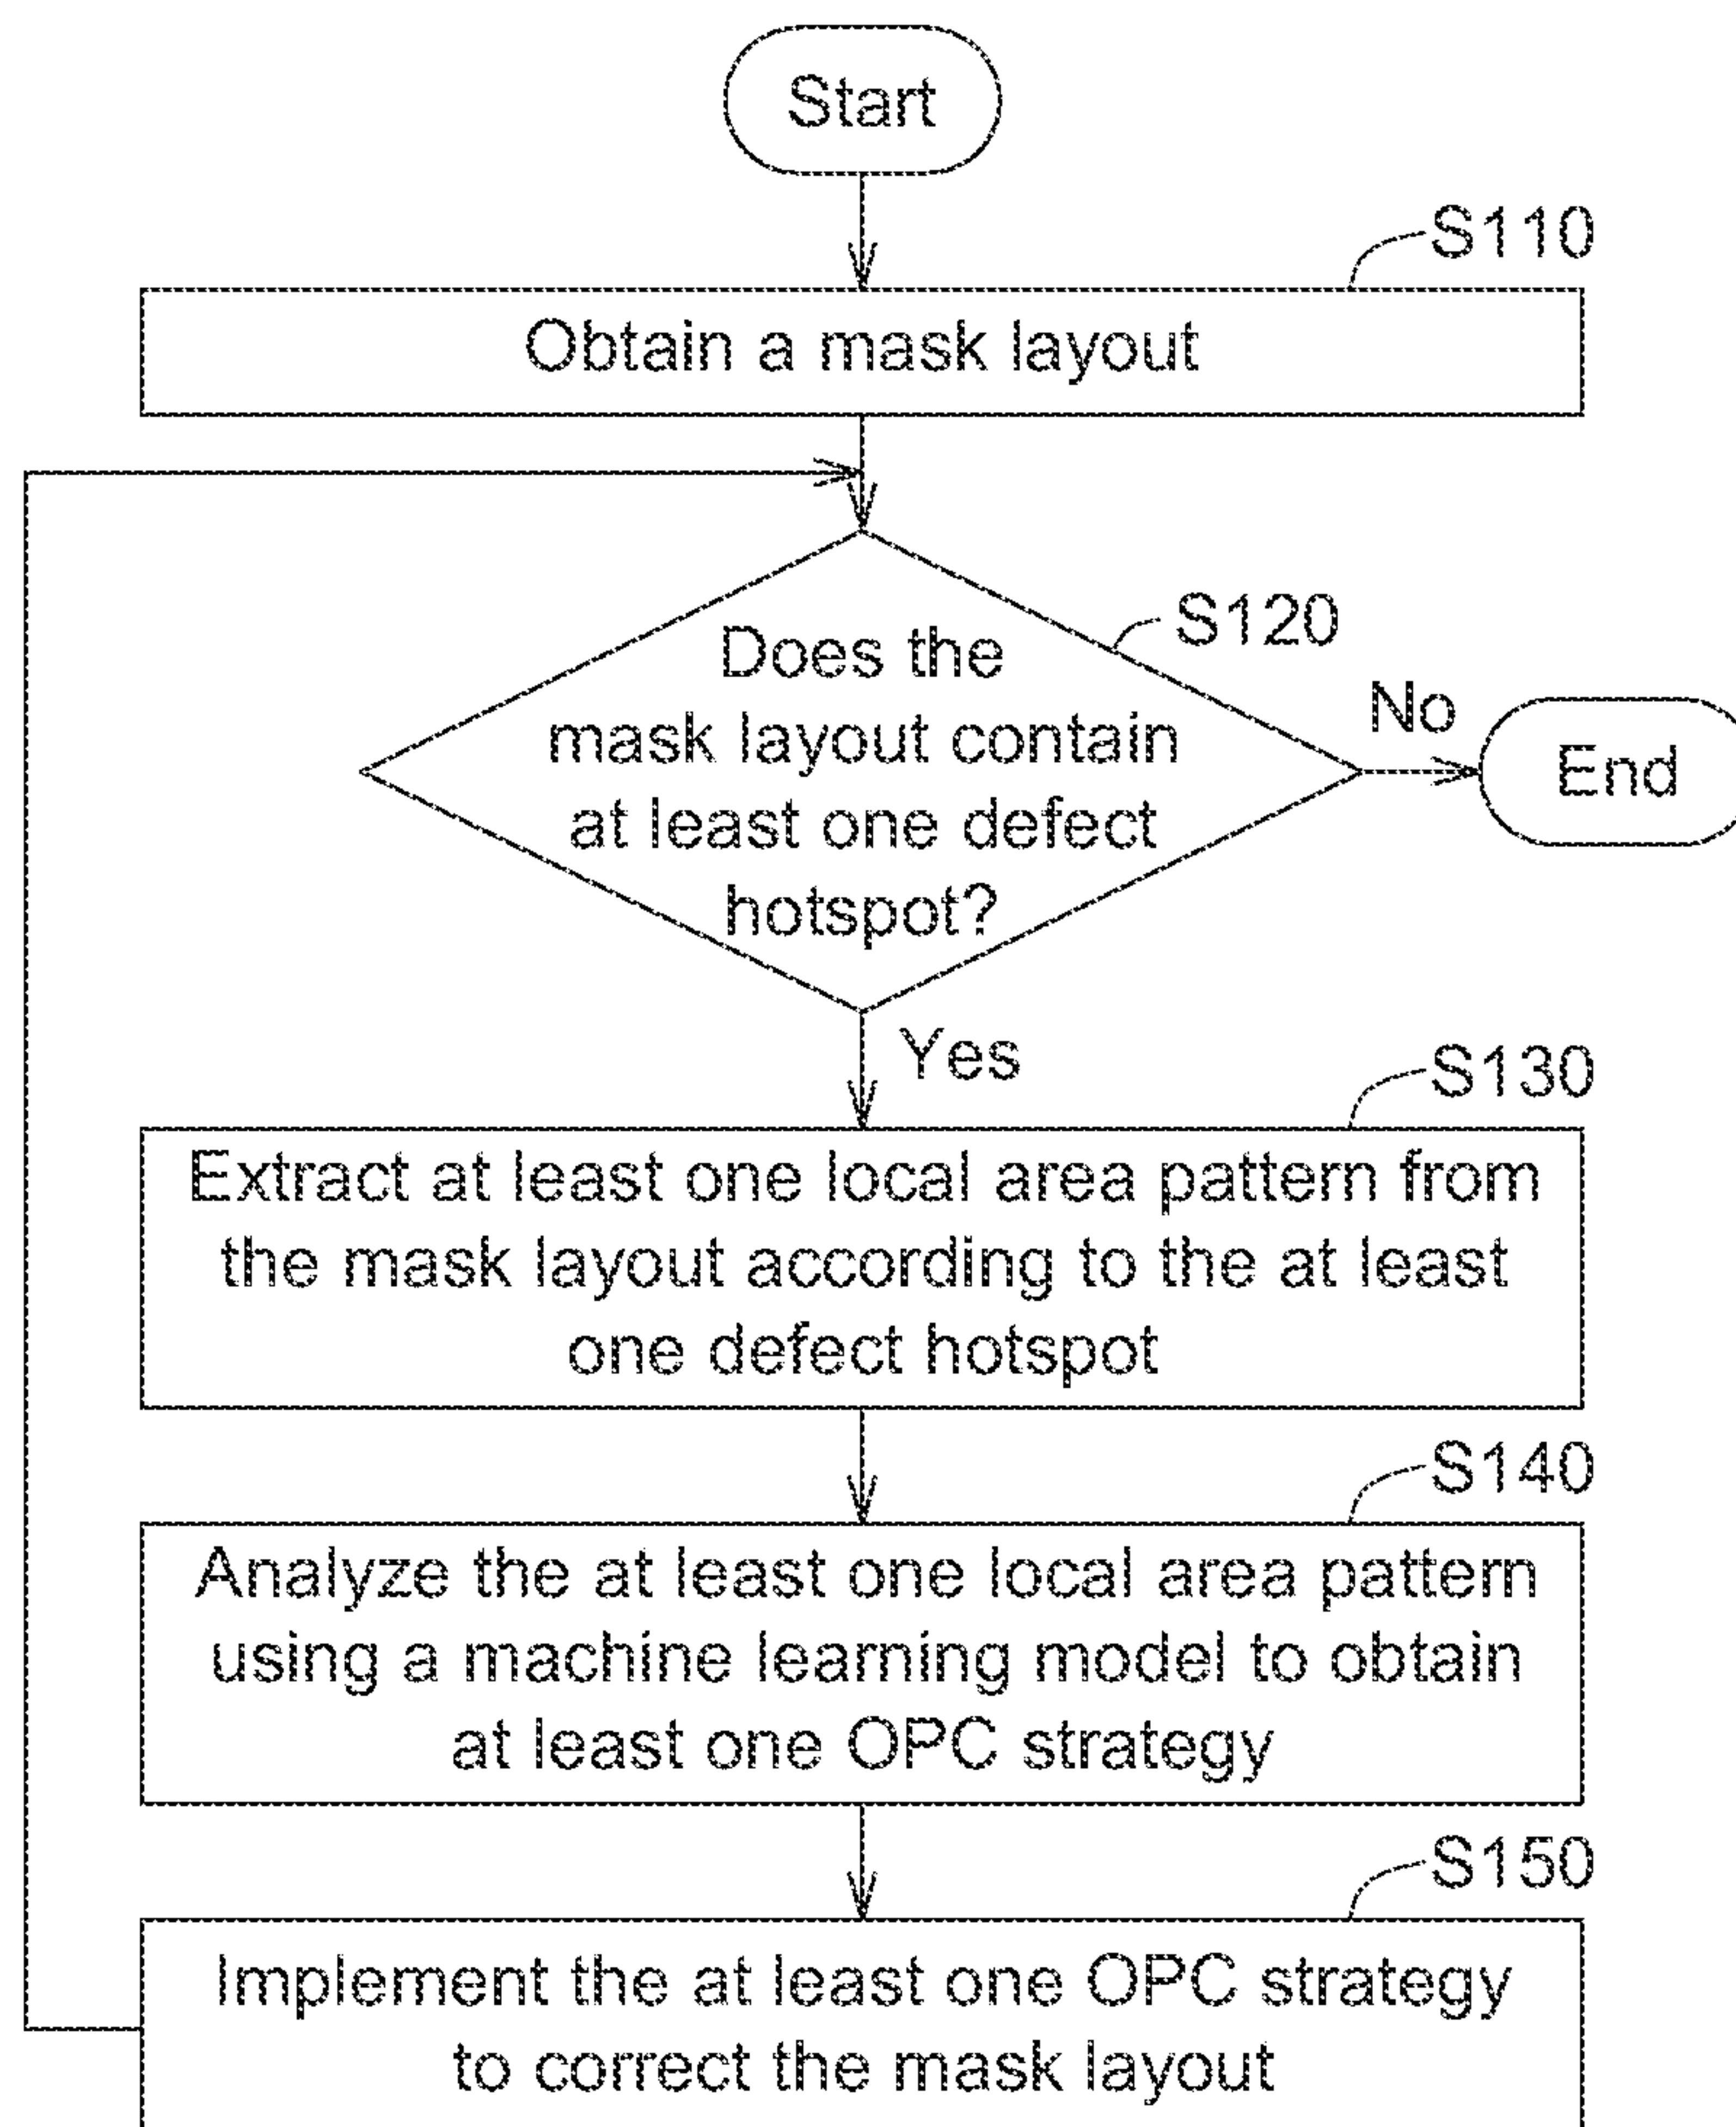 Start
S110
Obtain a mask layout
S120
Does the
mask layout contain
at least one defect
hotspot?
No
End
Yes
S130
Extract at least one local area pattern from
the mask layout according to the at least
one defect hotspot
S140
Analyze the at least one local area pattern
using a machine learning model to obtain
at least one OPC strategy
S150
Implement the at least one OPC strategy
to correct the mask layout